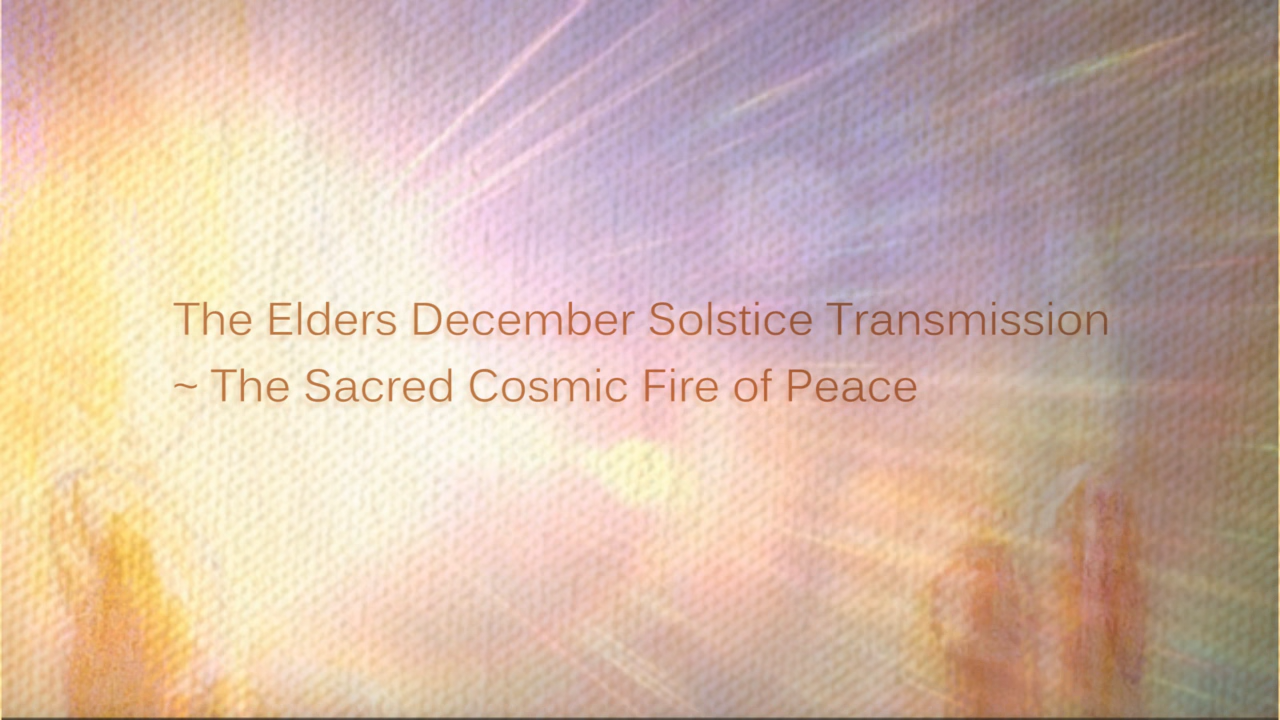 The Elders December Solstice Transmission
~ The Sacred Cosmic Fire of Peace